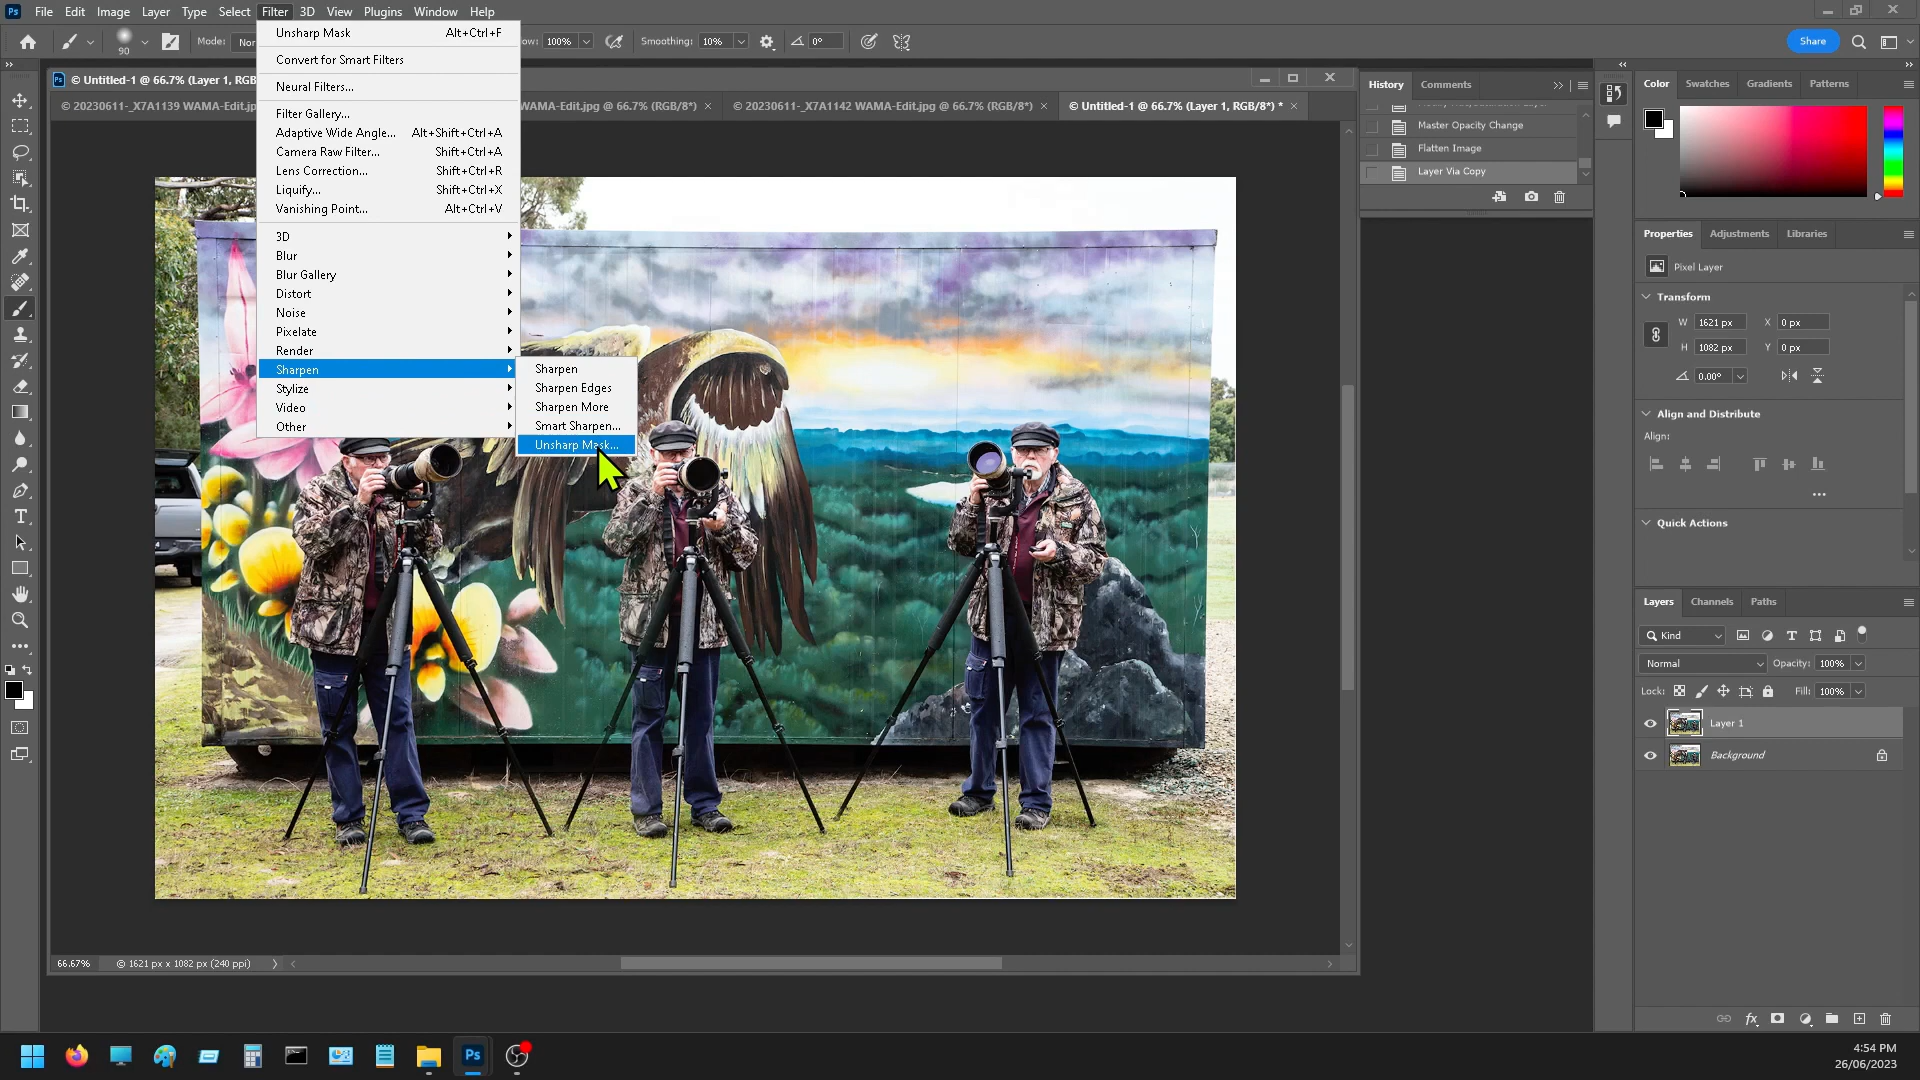 Ps File Edit Image Layer Type Select Filter 3D View Plugins Window Help
90 Mode: Nor ow: 100% Smoothing: 10% 0° Share
© Untitled-1 @ 66.7% (Layer 1, RGB
© 20230611-_X7A1139 WAMA-Edit.jpg @ 66.7% (RGB/8*) WAMA-Edit.jpg @ 66.7% (RGB/8*) × © 20230611-_X7A1142 WAMA-Edit.jpg @ 66.7% (RGB/8*) × © Untitled-1 @ 66.7% (Layer 1, RGB/8*) * ×
Unsharp Mask Alt+Ctrl+F
Convert for Smart Filters
Neural Filters...
Filter Gallery...
Adaptive Wide Angle... Alt+Shift+Ctrl+A
Camera Raw Filter... Shift+Ctrl+A
Lens Correction... Shift+Ctrl+R
Liquify... Shift+Ctrl+X
Vanishing Point... Alt+Ctrl+V
3D
Blur
Blur Gallery
Distort
Noise
Pixelate
Render
Sharpen
Stylize
Video
Other
Sharpen
Sharpen Edges
Sharpen More
Smart Sharpen...
Unsharp Mask...
66.67% © 1621 px x 1082 px (240 ppi)
History Comments
Master Opacity Change
Flatten Image
Layer Via Copy
Color Swatches Gradients Patterns
Properties Adjustments Libraries
Pixel Layer
Transform
W 1621 px X 0 px
H 1082 px Y 0 px
0.00°
Align and Distribute
Align:
Quick Actions
Layers Channels Paths
Kind
Normal Opacity: 100%
Lock: Fill: 100%
Layer 1
Background
Ps
4:54 PM
26/06/2023